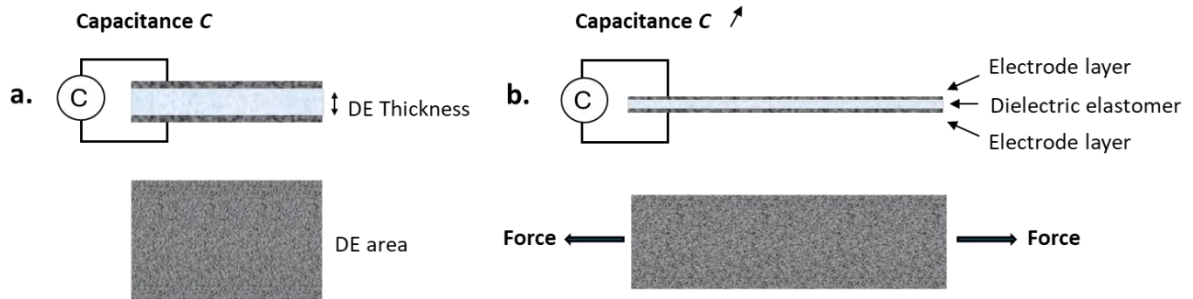 Capacitance C
a.
C
DE Thickness
DE area
Capacitance C
b.
C
Electrode layer
Dielectric elastomer
Electrode layer
Force
Force